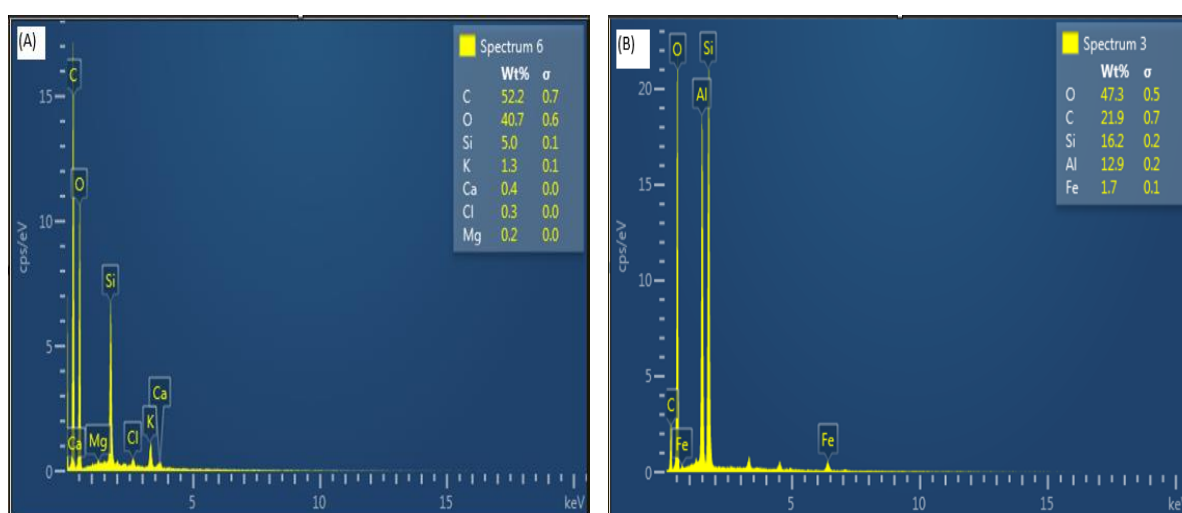 (A)
Spectrum 6
Wt% σ
C 52.2 0.7
O 40.7 0.6
Si 5.0 0.1
K 1.3 0.1
Ca 0.4 0.0
Cl 0.3 0.0
Mg 0.2 0.0
C
O
Si
Ca
Mg
Cl
K
Ca
cps/eV
15
10
5
0
5
10
15
keV
(B)
Spectrum 3
Wt% σ
O 47.3 0.5
C 21.9 0.7
Si 16.2 0.2
Al 12.9 0.2
Fe 1.7 0.1
O
Si
Al
C
Fe
Fe
cps/eV
20
15
10
5
0
5
10
15
keV